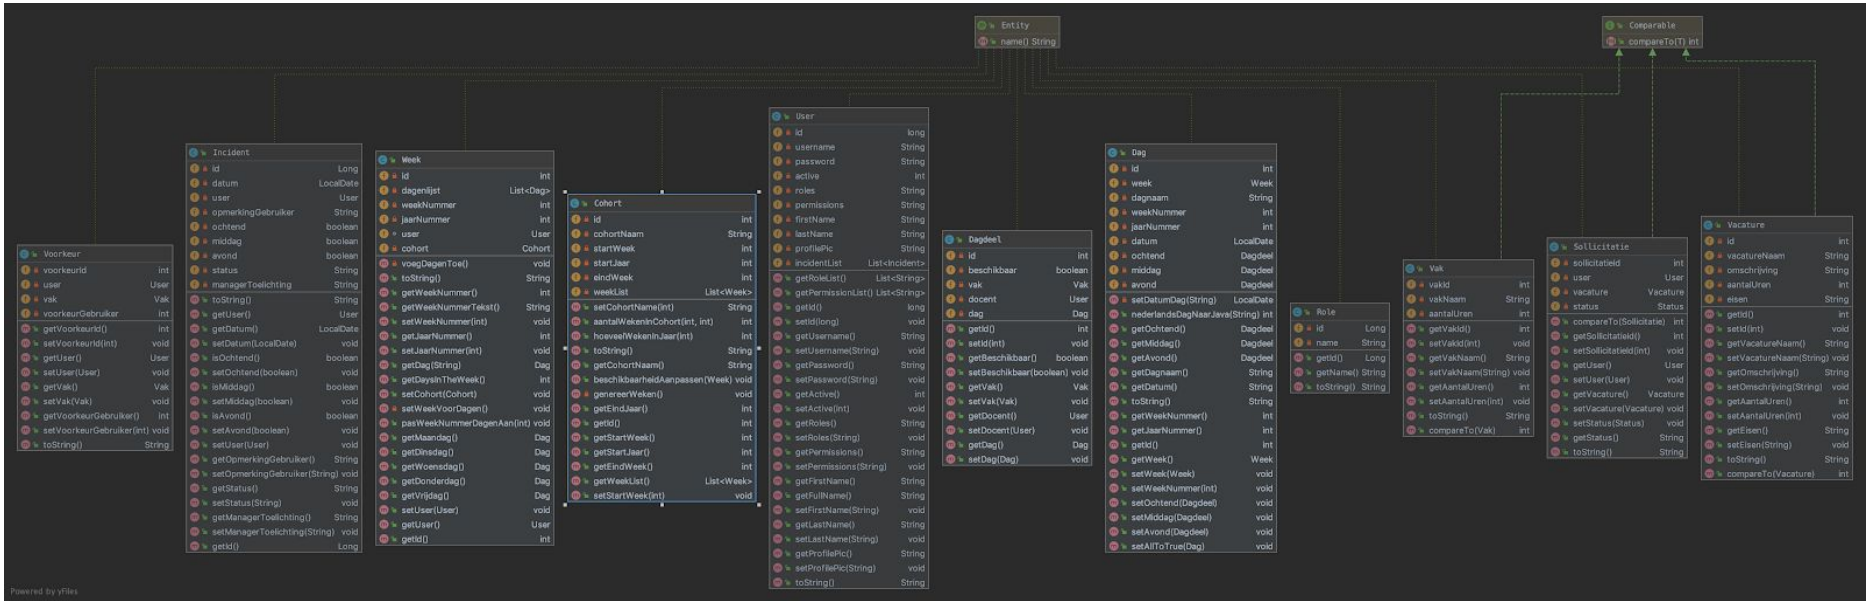 Entity
name() String
Comparable
compareTo(T) int
Voorkeur
voorkeurId int
user User
vak Vak
voorkeurGebruiker int
getVoorkeurId() int
setVoorkeurId(int) void
getUser() User
setUser(User) void
getVak() Vak
setVak(Vak) void
getVoorkeurGebruiker() int
setVoorkeurGebruiker(int) void
toString() String
Incident
id Long
datum LocalDate
user User
opmerkingGebruiker String
ochtend boolean
middag boolean
avond boolean
status String
managerToelichting String
toString() String
getUser() User
getDatum() LocalDate
setDatum(LocalDate) void
isOchtend() boolean
setOchtend(boolean) void
isMiddag() boolean
setMiddag(boolean) void
isAvond() boolean
setAvond(boolean) void
setUser(User) void
getOpmerkingGebruiker() String
setOpmerkingGebruiker(String) void
getStatus() String
setStatus(String) void
getManagerToelichting() String
setManagerToelichting(String) void
getId() Long
Week
id int
dagenlijst List<Dag>
weekNummer int
jaarNummer int
user User
cohort Cohort
voegDagenToe() void
toString() String
getWeekNummer() int
getWeekNummerTekst() String
setWeekNummer(int) void
getJaarNummer() int
setJaarNummer(int) void
getDag(String) Dag
getDaysInTheWeek() int
setCohort(Cohort) void
setWeekVoorDagen() void
pasWeekNummerDagenAan(int) void
getMaandag() Dag
getDinsdag() Dag
getWoensdag() Dag
getDonderdag() Dag
getVrijdag() Dag
setUser(User) void
getUser() User
getId() int
Cohort
id int
cohortNaam String
startWeek int
startJaar int
eindWeek int
weekList List<Week>
setCohortName(int) String
aantalWekenInCohort(int, int) int
hoeveelWekenInJaar(int) int
toString() String
getCohortNaam() String
beschikbaarheidAanpassen(Week) void
genereerWeken() void
getEindJaar() int
getId() int
getStartWeek() int
getStartJaar() int
getEindWeek() int
getWeekList() List<Week>
setStartWeek(int) void
User
id long
username String
password String
active int
roles String
permissions String
firstName String
lastName String
profilePic String
incidentList List<Incident>
getRoleList() List<String>
getPermissionList() List<String>
getId() long
setId(long) void
getUsername() String
setUsername(String) void
getPassword() String
setPassword(String) void
getActive() int
setActive(int) void
getRoles() String
setRoles(String) void
getPermissions() String
setPermissions(String) void
getFirstName() String
getFullName() String
setFirstName(String) void
getLastName() String
setLastName(String) void
getProfilePic() String
setProfilePic(String) void
toString() String
Dagdeel
id int
beschikbaar boolean
vak Vak
docent User
dag Dag
getId() int
setId(int) void
getBeschikbaar() boolean
setBeschikbaar(boolean) void
getVak() Vak
setVak(Vak) void
getDocent() User
setDocent(User) void
getDag() Dag
setDag(Dag) void
Dag
id int
week Week
dagnaam String
weekNummer int
jaarNummer int
datum LocalDate
ochtend Dagdeel
middag Dagdeel
avond Dagdeel
setDatumDag(String) LocalDate
nederlandsDagNaarJava(String) int
getOchtend() Dagdeel
getMiddag() Dagdeel
getAvond() Dagdeel
getDagnaam() String
getDatum() String
toString() String
getWeekNummer() int
getJaarNummer() int
getId() int
getWeek() Week
setWeek(Week) void
setWeekNummer(int) void
setOchtend(Dagdeel) void
setMiddag(Dagdeel) void
setAvond(Dagdeel) void
setAllToTrue(Dag) void
Role
id Long
name String
getId() Long
getName() String
toString() String
Vak
vakId int
vakNaam String
aantalUren int
getVakId() int
setVakId(int) void
getVakNaam() String
setVakNaam(String) void
getAantalUren() int
setAantalUren(int) void
toString() String
compareTo(Vak) int
Sollicitatie
sollicitatieId int
user User
vacature Vacature
status Status
compareTo(Sollicitatie) int
getSollicitatieId() int
setSollicitatieId(int) void
getUser() User
setUser(User) void
getVacature() Vacature
setVacature(Vacature) void
setStatus(Status) void
getStatus() String
toString() String
Vacature
id int
vacatureNaam String
omschrijving String
aantalUren int
eisen String
getId() int
setId(int) void
getVacatureNaam() String
setVacatureNaam(String) void
getOmschrijving() String
setOmschrijving(String) void
getAantalUren() int
setAantalUren(int) void
getEisen() String
setEisen(String) void
toString() String
compareTo(Vacature) int
Powered by yFiles